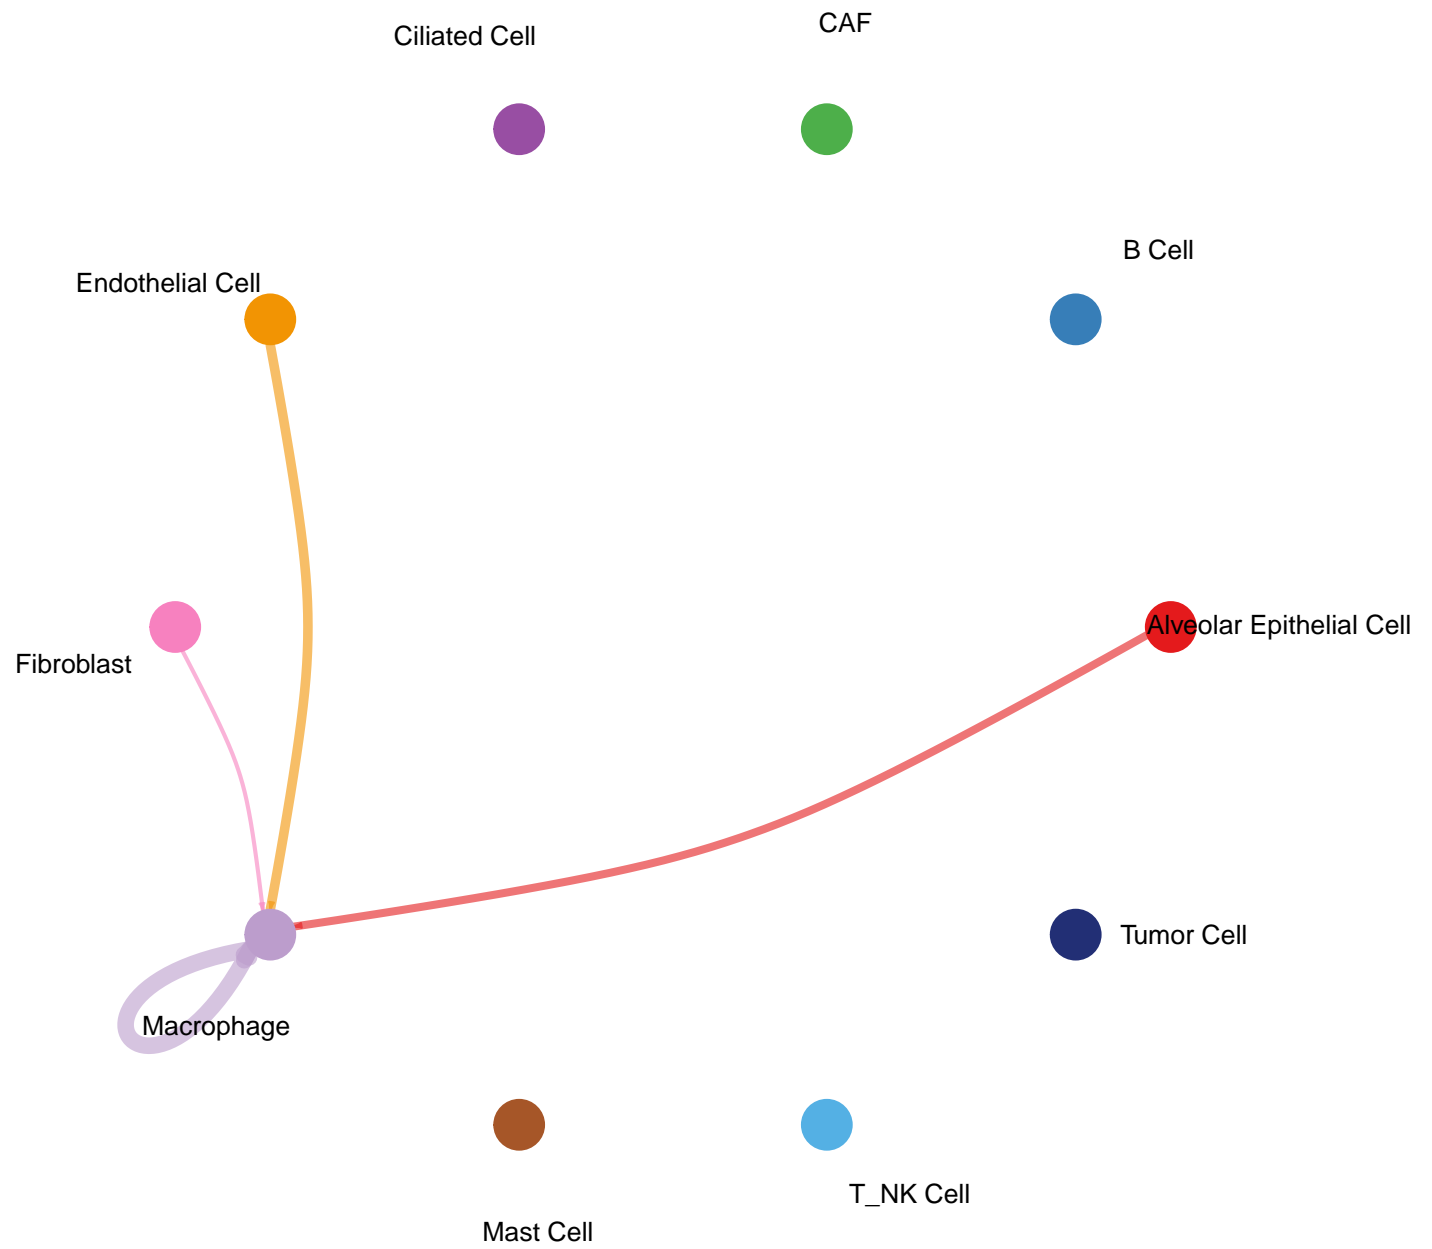 CAF
Ciliated Cell
B Cell
Endothelial Cell
Alveolar Epithelial Cell
Fibroblast
Tumor Cell
Macrophage
T_NK Cell
Mast Cell